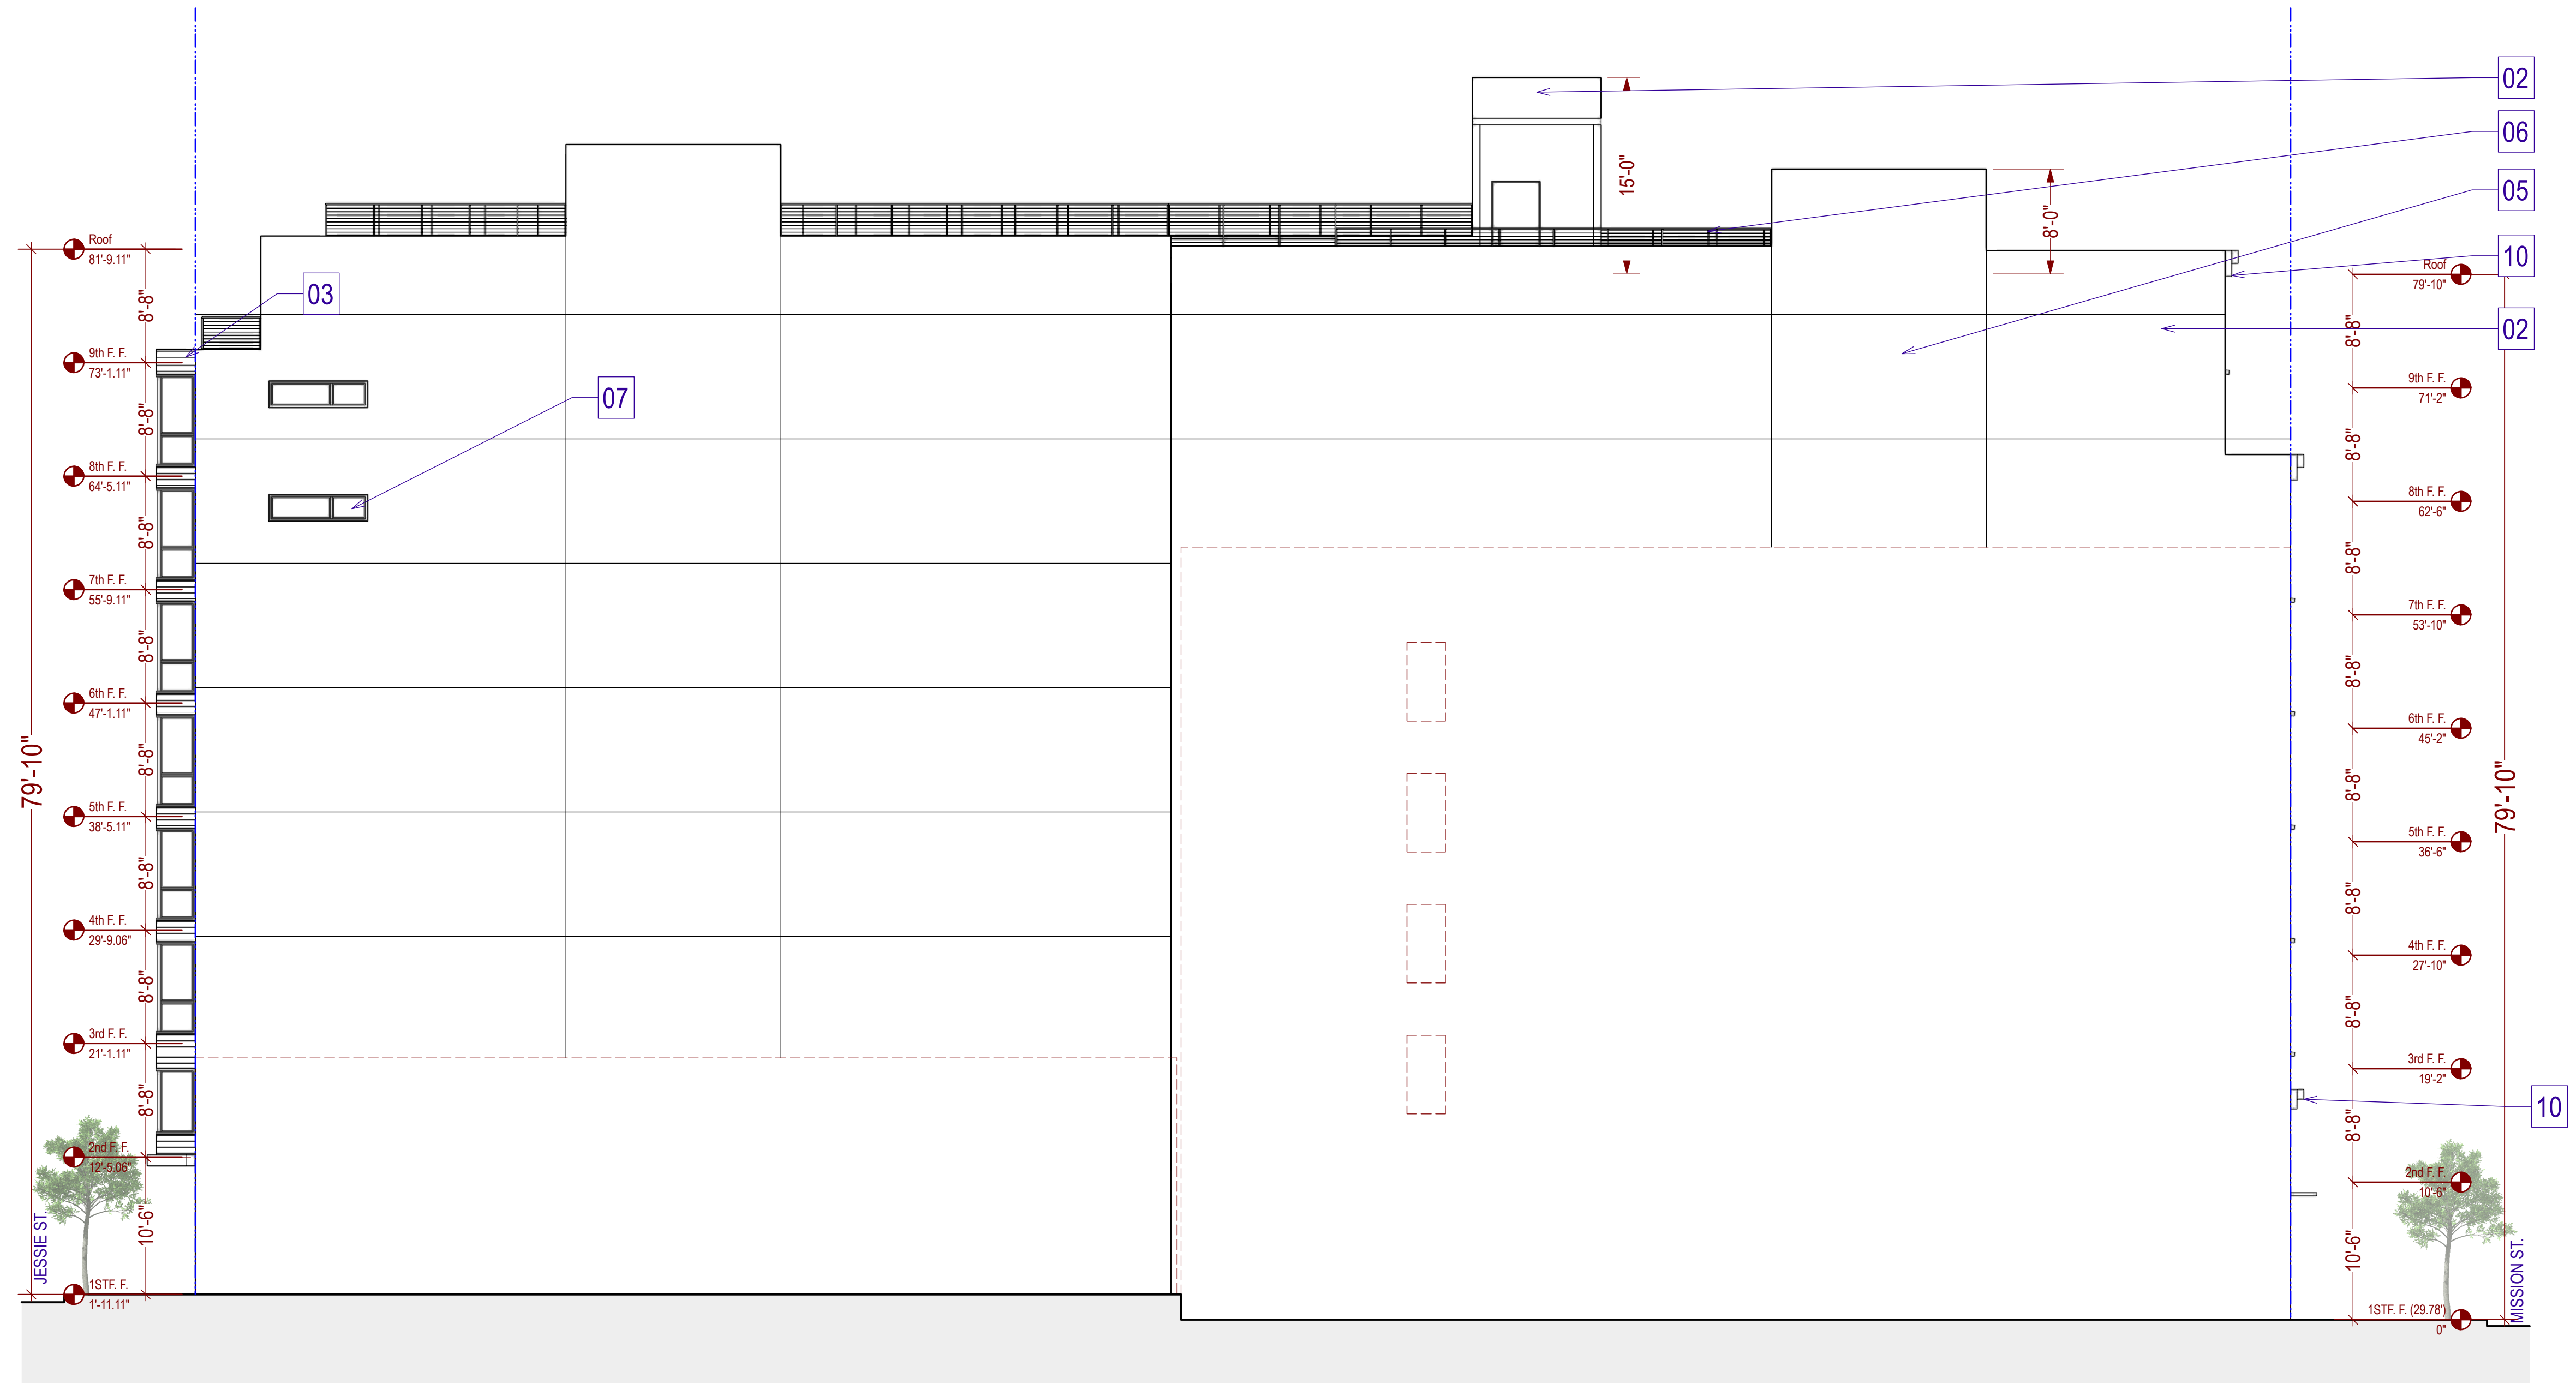 02
06
15'-0"
05
8'-0"
Roof
81'-9.11"
10
Roof
79'-10"
03
8'-8"
8'-8"
02
9th F. F.
73'-1.11"
9th F. F.
71'-2"
07
8'-8"
8'-8"
8th F. F.
64'-5.11"
8th F. F.
62'-6"
8'-8"
8'-8"
7th F. F.
55'-9.11"
7th F. F.
53'-10"
8'-8"
8'-8"
6th F. F.
47'-1.11"
6th F. F.
45'-2"
79'-10"
8'-8"
8'-8"
79'-10"
5th F. F.
38'-5.11"
5th F. F.
36'-6"
8'-8"
8'-8"
4th F. F.
29'-9.06"
4th F. F.
27'-10"
8'-8"
8'-8"
3rd F. F.
21'-1.11"
3rd F. F.
19'-2"
8'-8"
8'-8"
10
2nd F. F.
12'-5.06"
2nd F. F.
10'-6"
10'-6"
10'-6"
JESSIE ST.
MISSION ST.
1STF. F.
1'-11.11"
1STF. F. (29.78')
0"